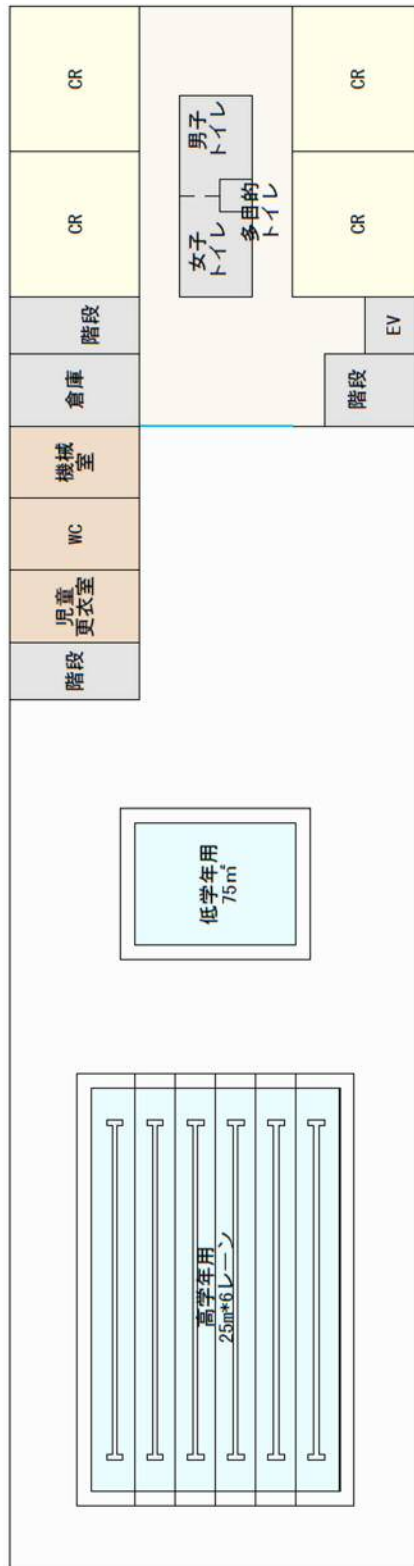 CR
CR
CR
CR
男子
トイレ
女子
トイレ
多目的
トイレ
階段
EV
倉庫
階段
機械
室
WC
児童
更衣室
階段
低学年用
75㎡
高学年用
25m*6レーン